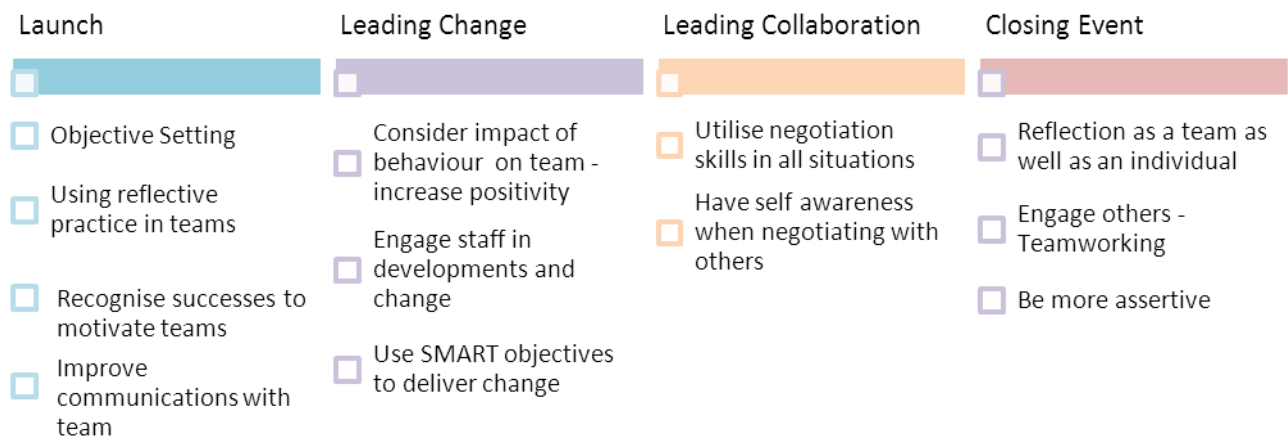 Launch
Objective Setting
Using reflective
practice in teams
Recognise successes to
motivate teams
Improve
communications with
team
Leading Change
Consider impact of
behaviour  on team -
increase positivity
Engage staff in
developments and
change
Use SMART objectives
to deliver change
Leading Collaboration
Utilise negotiation
skills in all situations
Have self awareness
when negotiating with
others
Closing Event
Reflection as a team as
well as an individual
Engage others -
Teamworking
Be more assertive